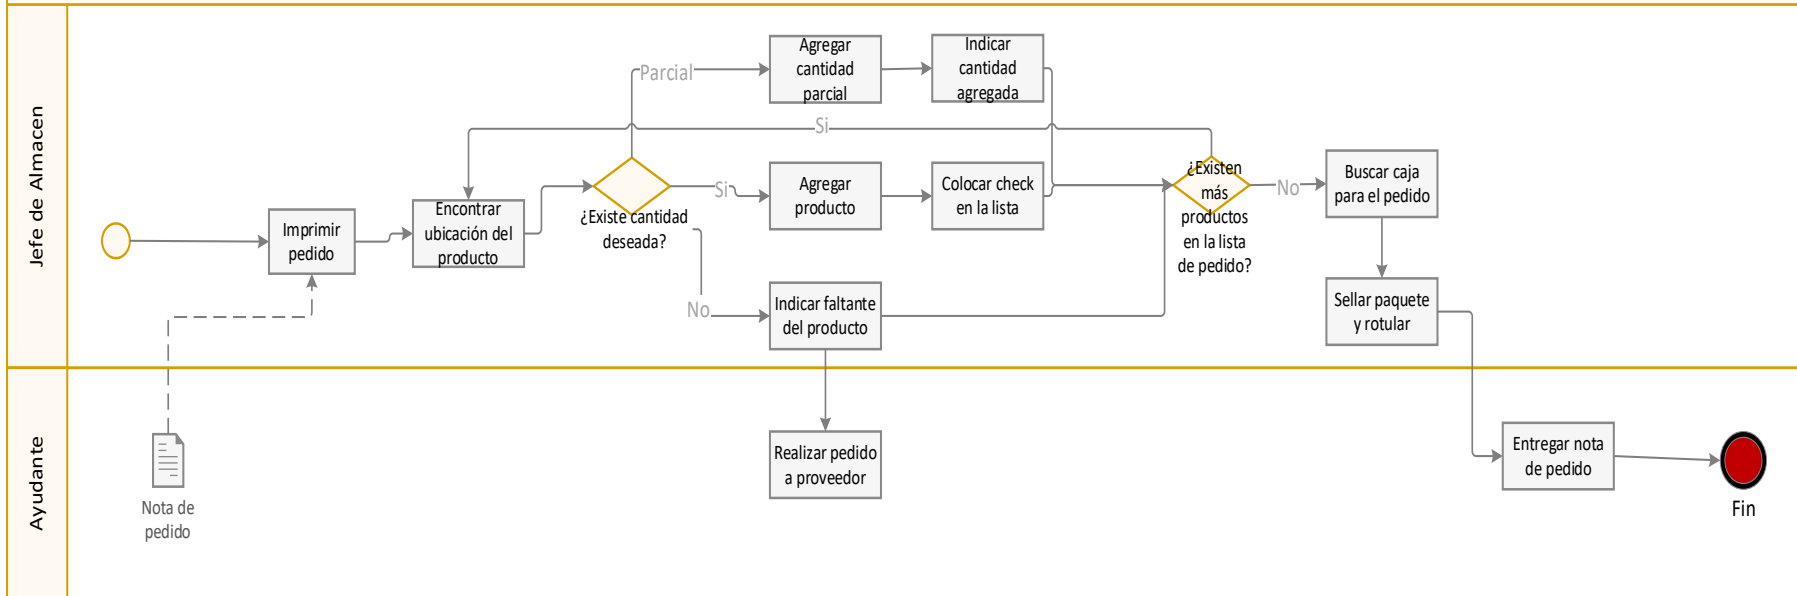 Jefe de Almacen
Imprimir
pedido
Encontrar
ubicación del
producto
¿Existe cantidad
deseada?
Parcial
Agregar
cantidad
parcial
Indicar
cantidad
agregada
Si
Si
Agregar
producto
Colocar check
en la lista
No
Indicar faltante
del producto
¿Existen
más
productos
en la lista
de pedido?
No
Buscar caja
para el pedido
Sellar paquete
y rotular
Ayudante
Nota de
pedido
Realizar pedido
a proveedor
Entregar nota
de pedido
Fin